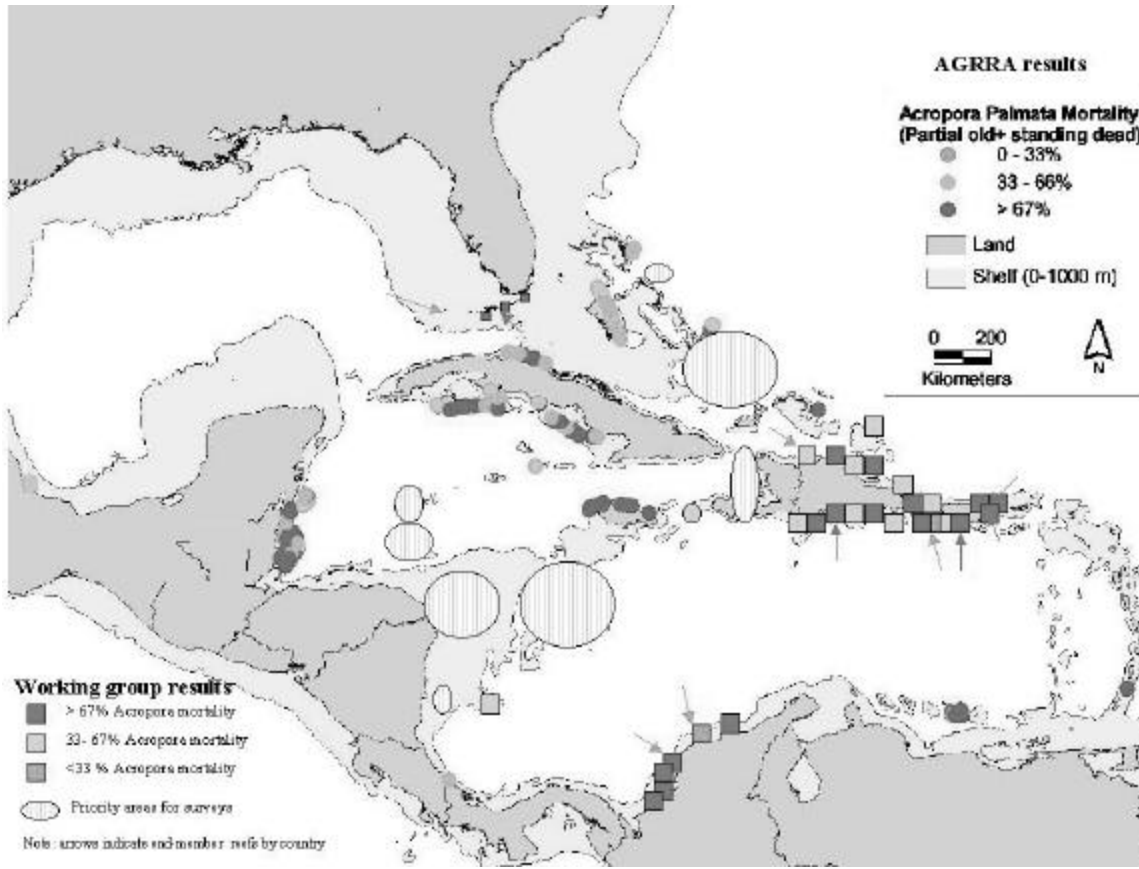 AGRRA results
Acropora Palmata Mortality
(Partial old+ standing dead)
0 - 33%
33 - 66%
> 67%
Land
Shelf (0-1000 m)
0 200
Kilometers
N
Working group results
> 67% Acropora mortality
33- 67% Acropora mortality
<33 % Acropora mortality
Priority areas for surveys
Note: arrows indicate end-member reefs by country